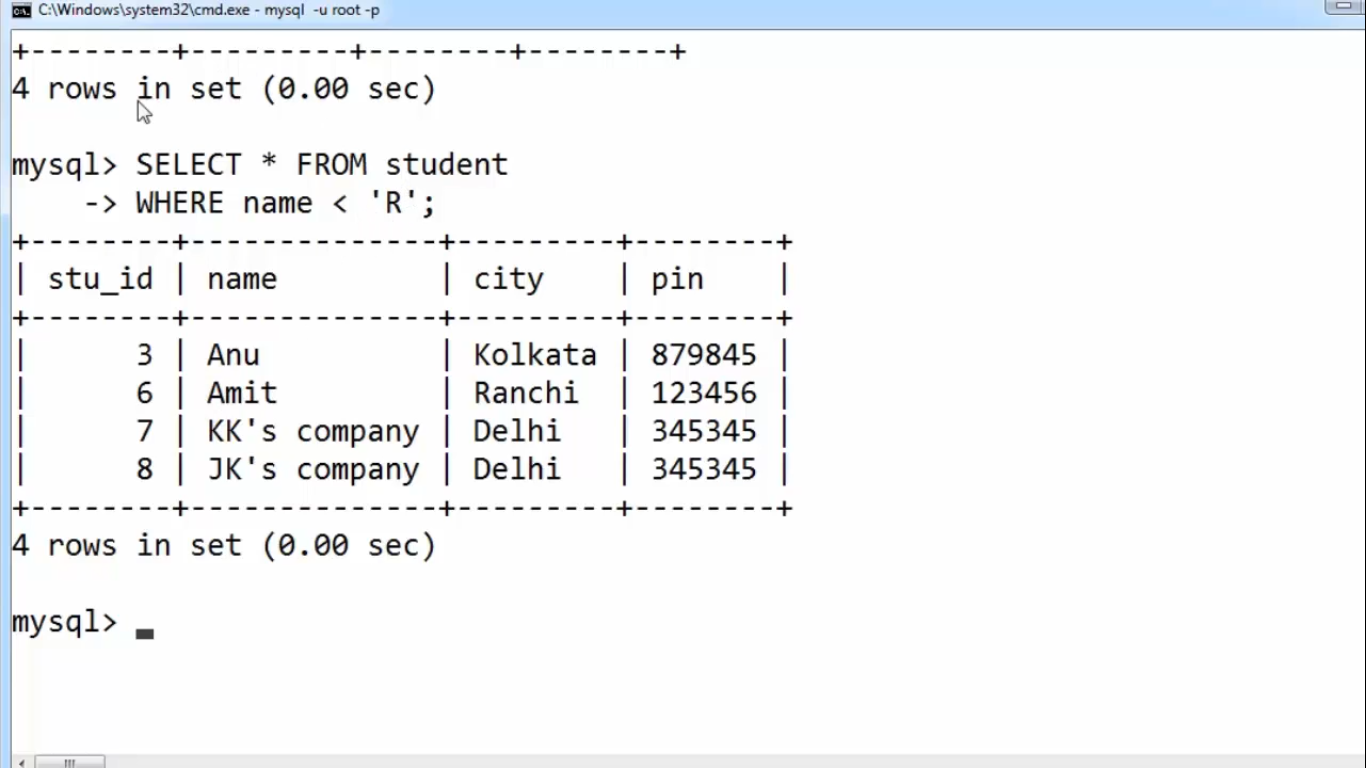 C:\Windows\system32\cmd.exe - mysql  -u root -p
+--------+---------+--------+--------+
4 rows in set (0.00 sec)
mysql> SELECT * FROM student
    -> WHERE name < 'R';
+--------+--------------+---------+--------+
| stu_id | name         | city    | pin    |
+--------+--------------+---------+--------+
|      3 | Anu          | Kolkata | 879845 |
|      6 | Amit         | Ranchi  | 123456 |
|      7 | KK's company | Delhi   | 345345 |
|      8 | JK's company | Delhi   | 345345 |
+--------+--------------+---------+--------+
4 rows in set (0.00 sec)
mysql>